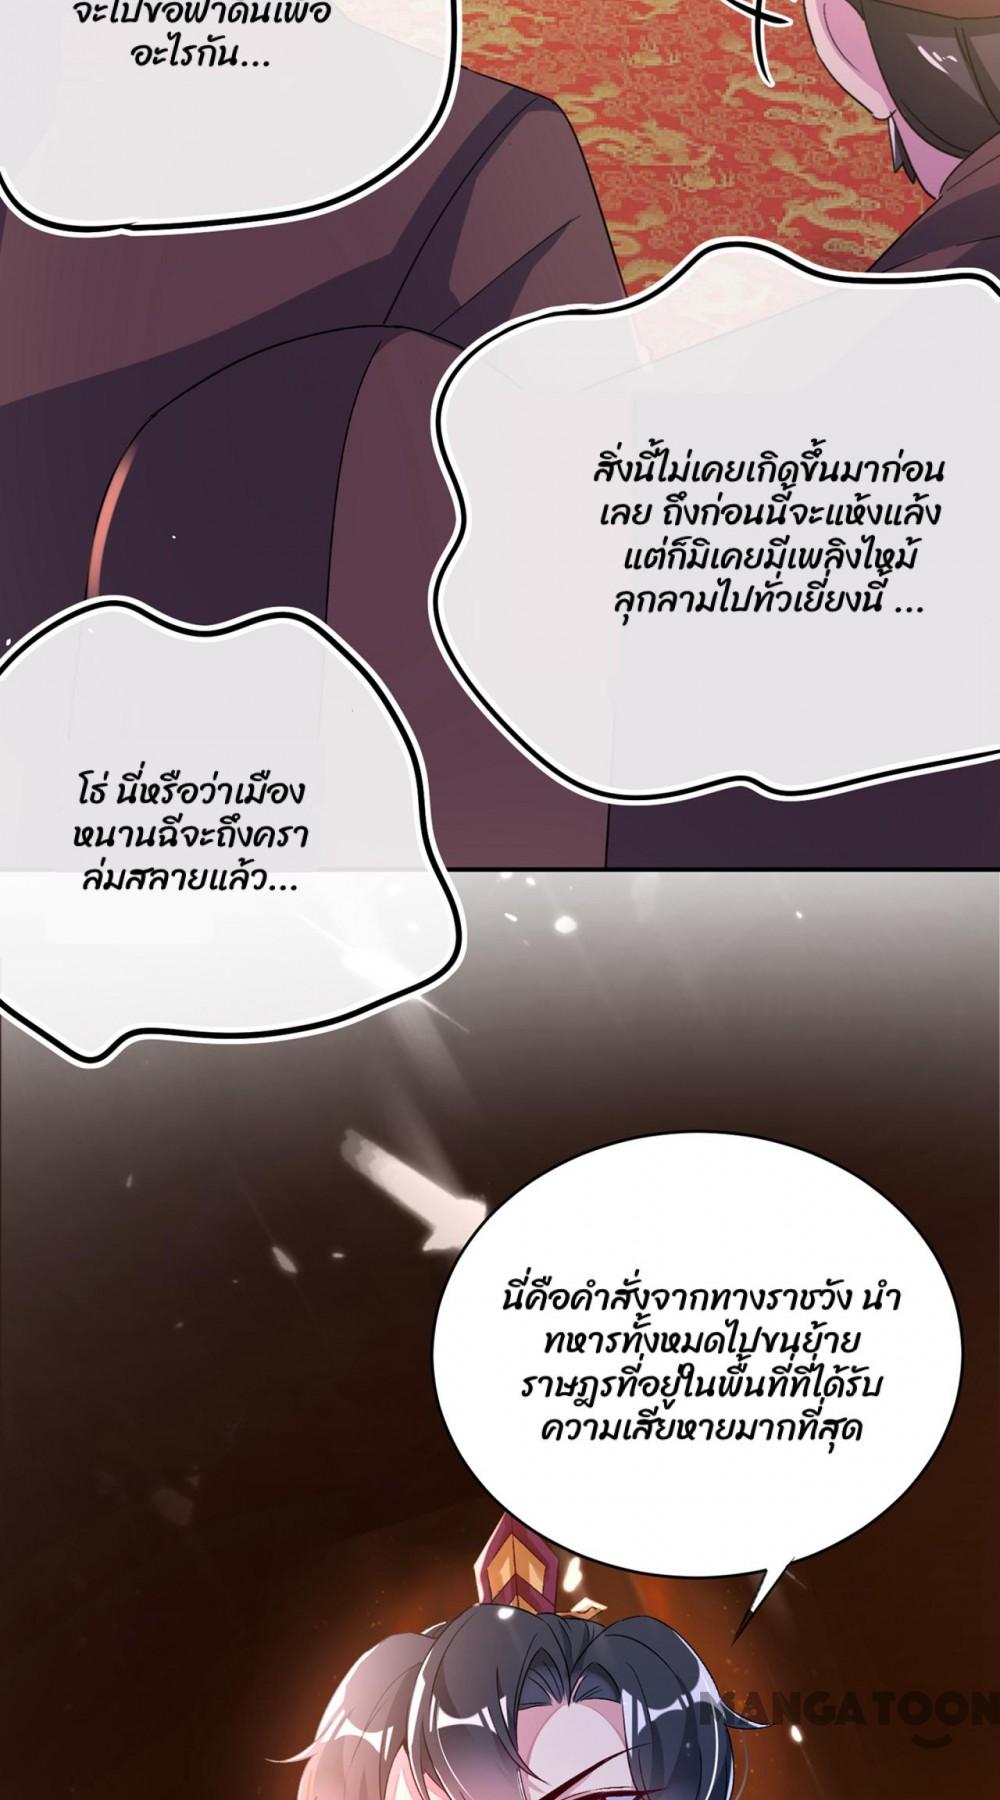 จะไปขอฟ้าดินเพื่อ
อะไรกัน...
สิ่งนี้ไม่เคยเกิดขึ้นมาก่อน
เลย ถึงก่อนนี้จะแห้งแล้ง
แต่ก็มิเคยมีเพลิงไหม้
ลุกลามไปทั่วเยี่ยงนี้ ...
โธ่ นี่หรือว่าเมือง
หนานฉีจะถึงครา
ล่มสลายแล้ว...
นี่คือคำสั่งจากทางราชวัง นำ
ทหารทั้งหมดไปขนย้าย
ราษฎรที่อยู่ในพื้นที่ที่ได้รับ
ความเสียหายมากที่สุด
MANGATOON